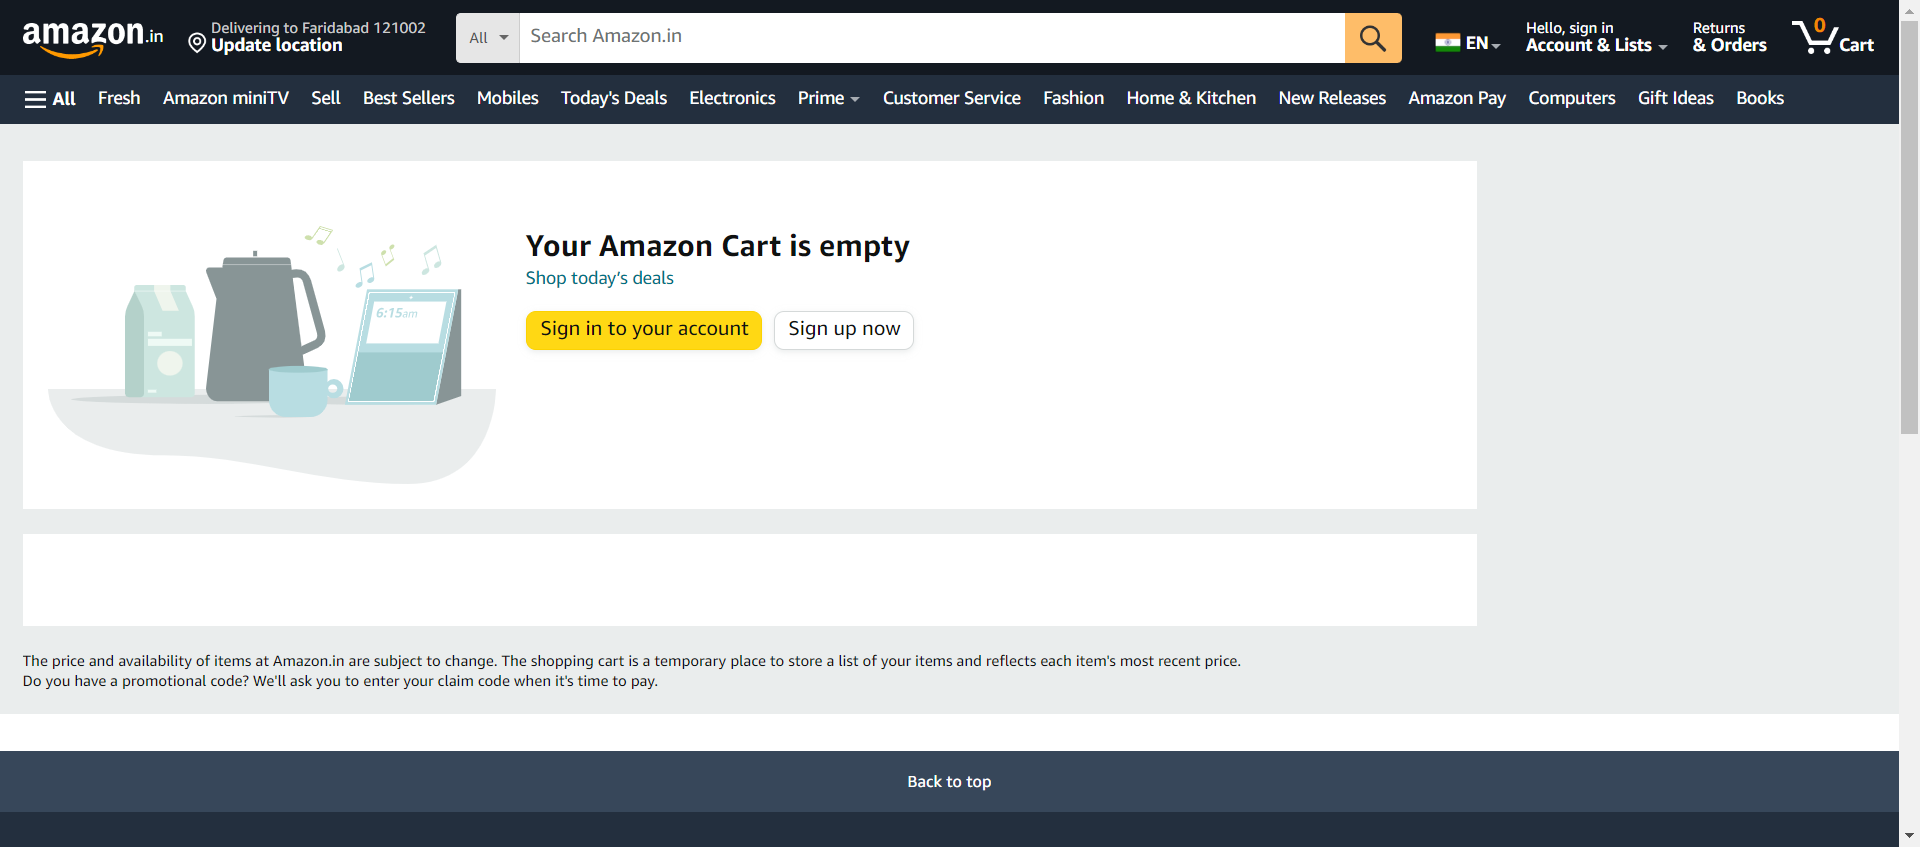 amazon.in
Delivering to Faridabad 121002
Update location
All
Search Amazon.in
EN
Hello, sign in
Account & Lists
Returns
& Orders
0
Cart
All
Fresh
Amazon miniTV
Sell
Best Sellers
Mobiles
Today's Deals
Electronics
Prime
Customer Service
Fashion
Home & Kitchen
New Releases
Amazon Pay
Computers
Gift Ideas
Books
6:15am
Your Amazon Cart is empty
Shop today’s deals
Sign in to your account
Sign up now
The price and availability of items at Amazon.in are subject to change. The shopping cart is a temporary place to store a list of your items and reflects each item's most recent price.
Do you have a promotional code? We'll ask you to enter your claim code when it's time to pay.
Back to top